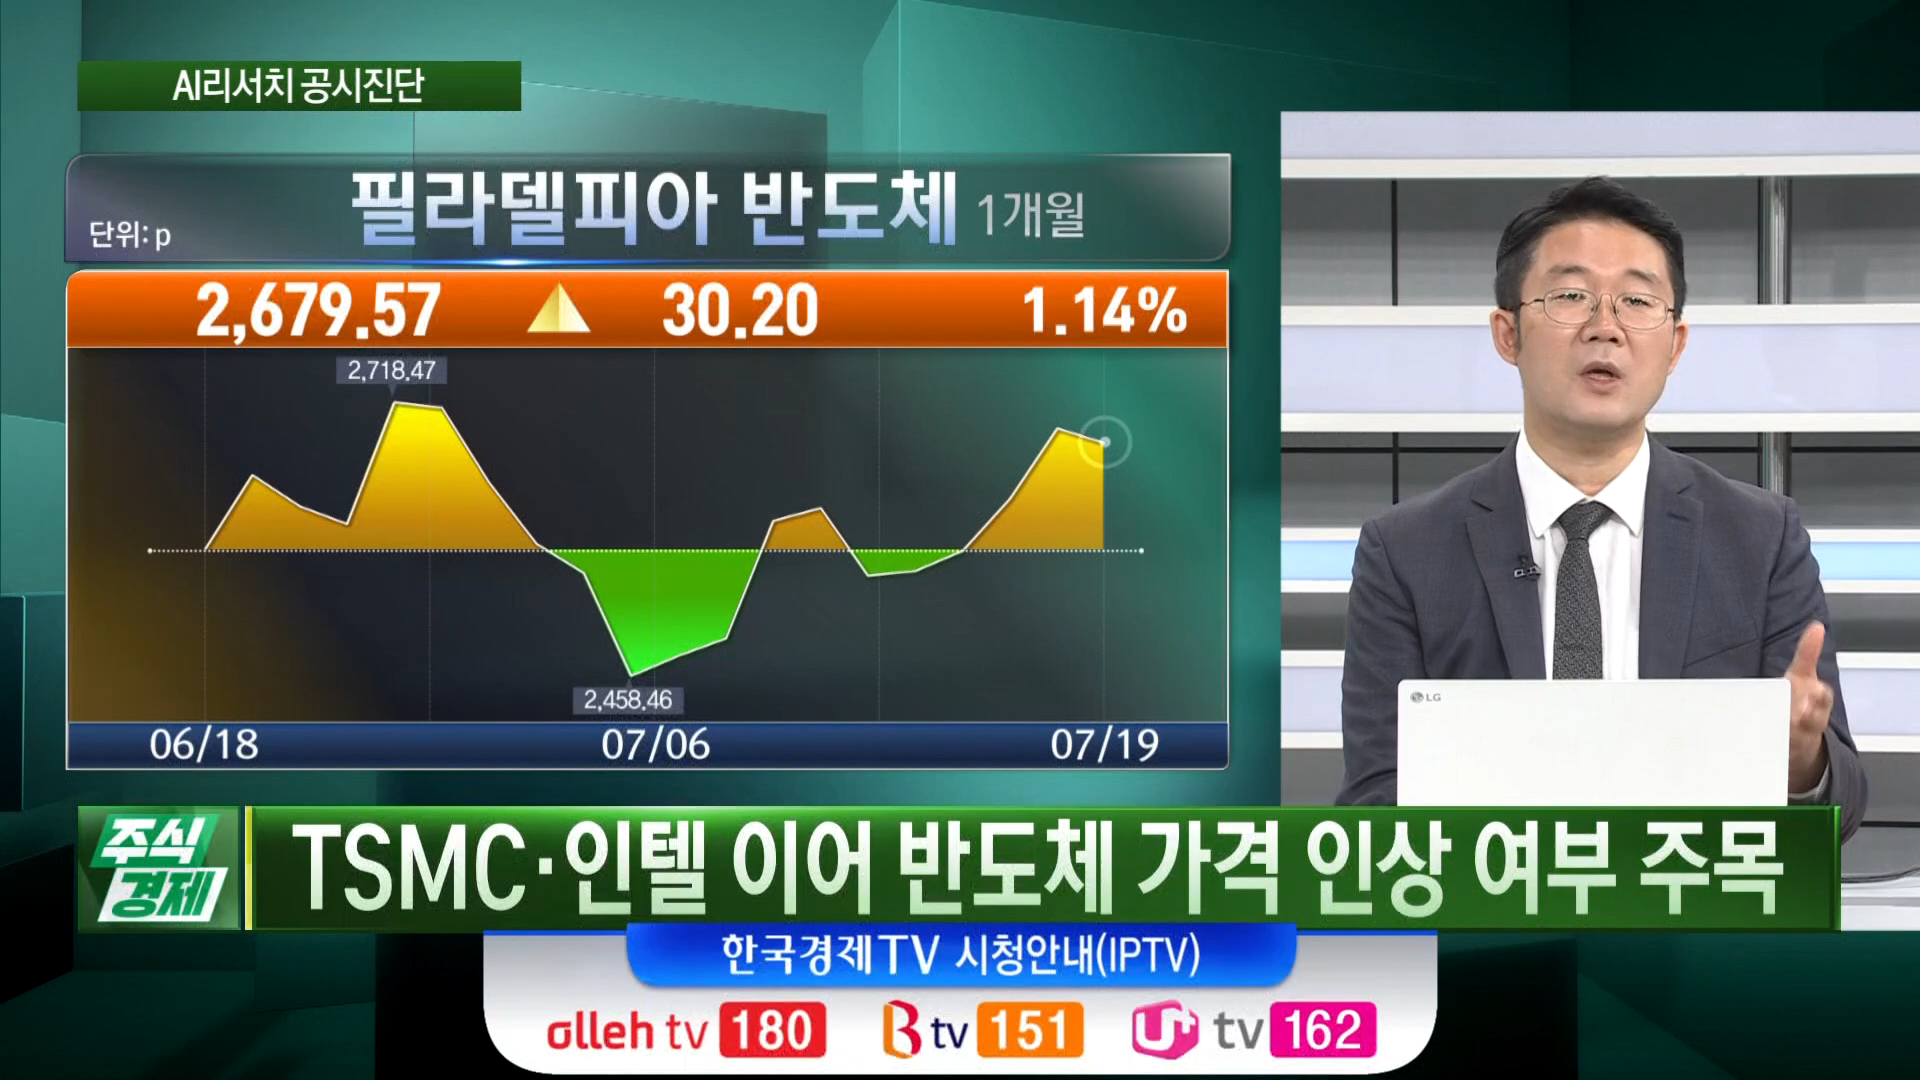 AI리서치 공시진단
단위: p
필라델피아 반도체 1개월
2,679.57 30.20 1.14%
2,718.47
2,458.46
06/18 07/06 07/19
LG
주식
경제
TSMC·인텔 이어 반도체 가격 인상 여부 주목
한국경제TV 시청안내(IPTV)
olleh tv 180 B tv 151 U+ tv 162